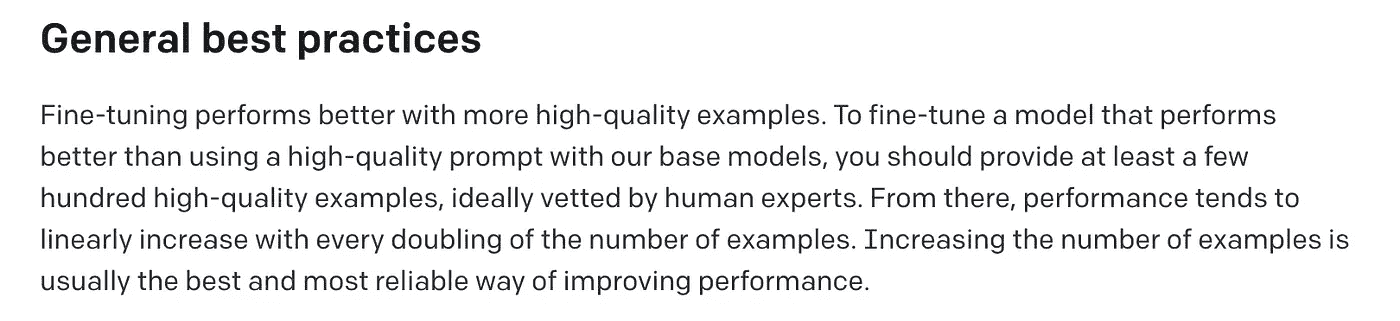 General best practices
Fine-tuning performs better with more high-quality examples. To fine-tune a model that performs
better than using a high-quality prompt with our base models, you should provide at least a few
hundred high-quality examples, ideally vetted by human experts. From there, performance tends to
linearly increase with every doubling of the number of examples. Increasing the number of examples is
usually the best and most reliable way of improving performance.